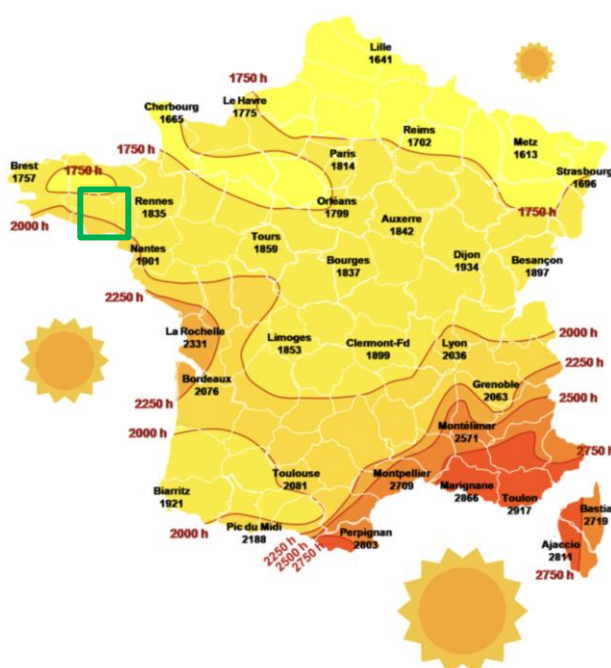 Lille
1641
1750 h
Le Havre
1775
Cherbourg
1665
Reims
1702
Metz
1613
1750 h
Paris
1814
Brest
1757
1750 h
Strasbourg
1696
Rennes
1835
Orléans
1799
1750 h
2000 h
Auxerre
1842
Tours
1859
Nantes
1901
Dijon
1934
Besançon
1897
Bourges
1837
2250 h
La Rochelle
2331
Limoges
1853
Clermont-Fd
1899
Lyon
2036
2000 h
2250 h
Bordeaux
2076
Grenoble
2063
2250 h
2500 h
Montélimar
2571
2000 h
2750 h
Toulouse
2081
Montpellier
2709
Marignane
2866
Toulon
2917
Biarritz
1921
Bastia
2719
2000 h
Pic du Midi
2188
2250 h
2500 h
2750 h
Perpignan
2803
Ajaccio
2811
2750 h